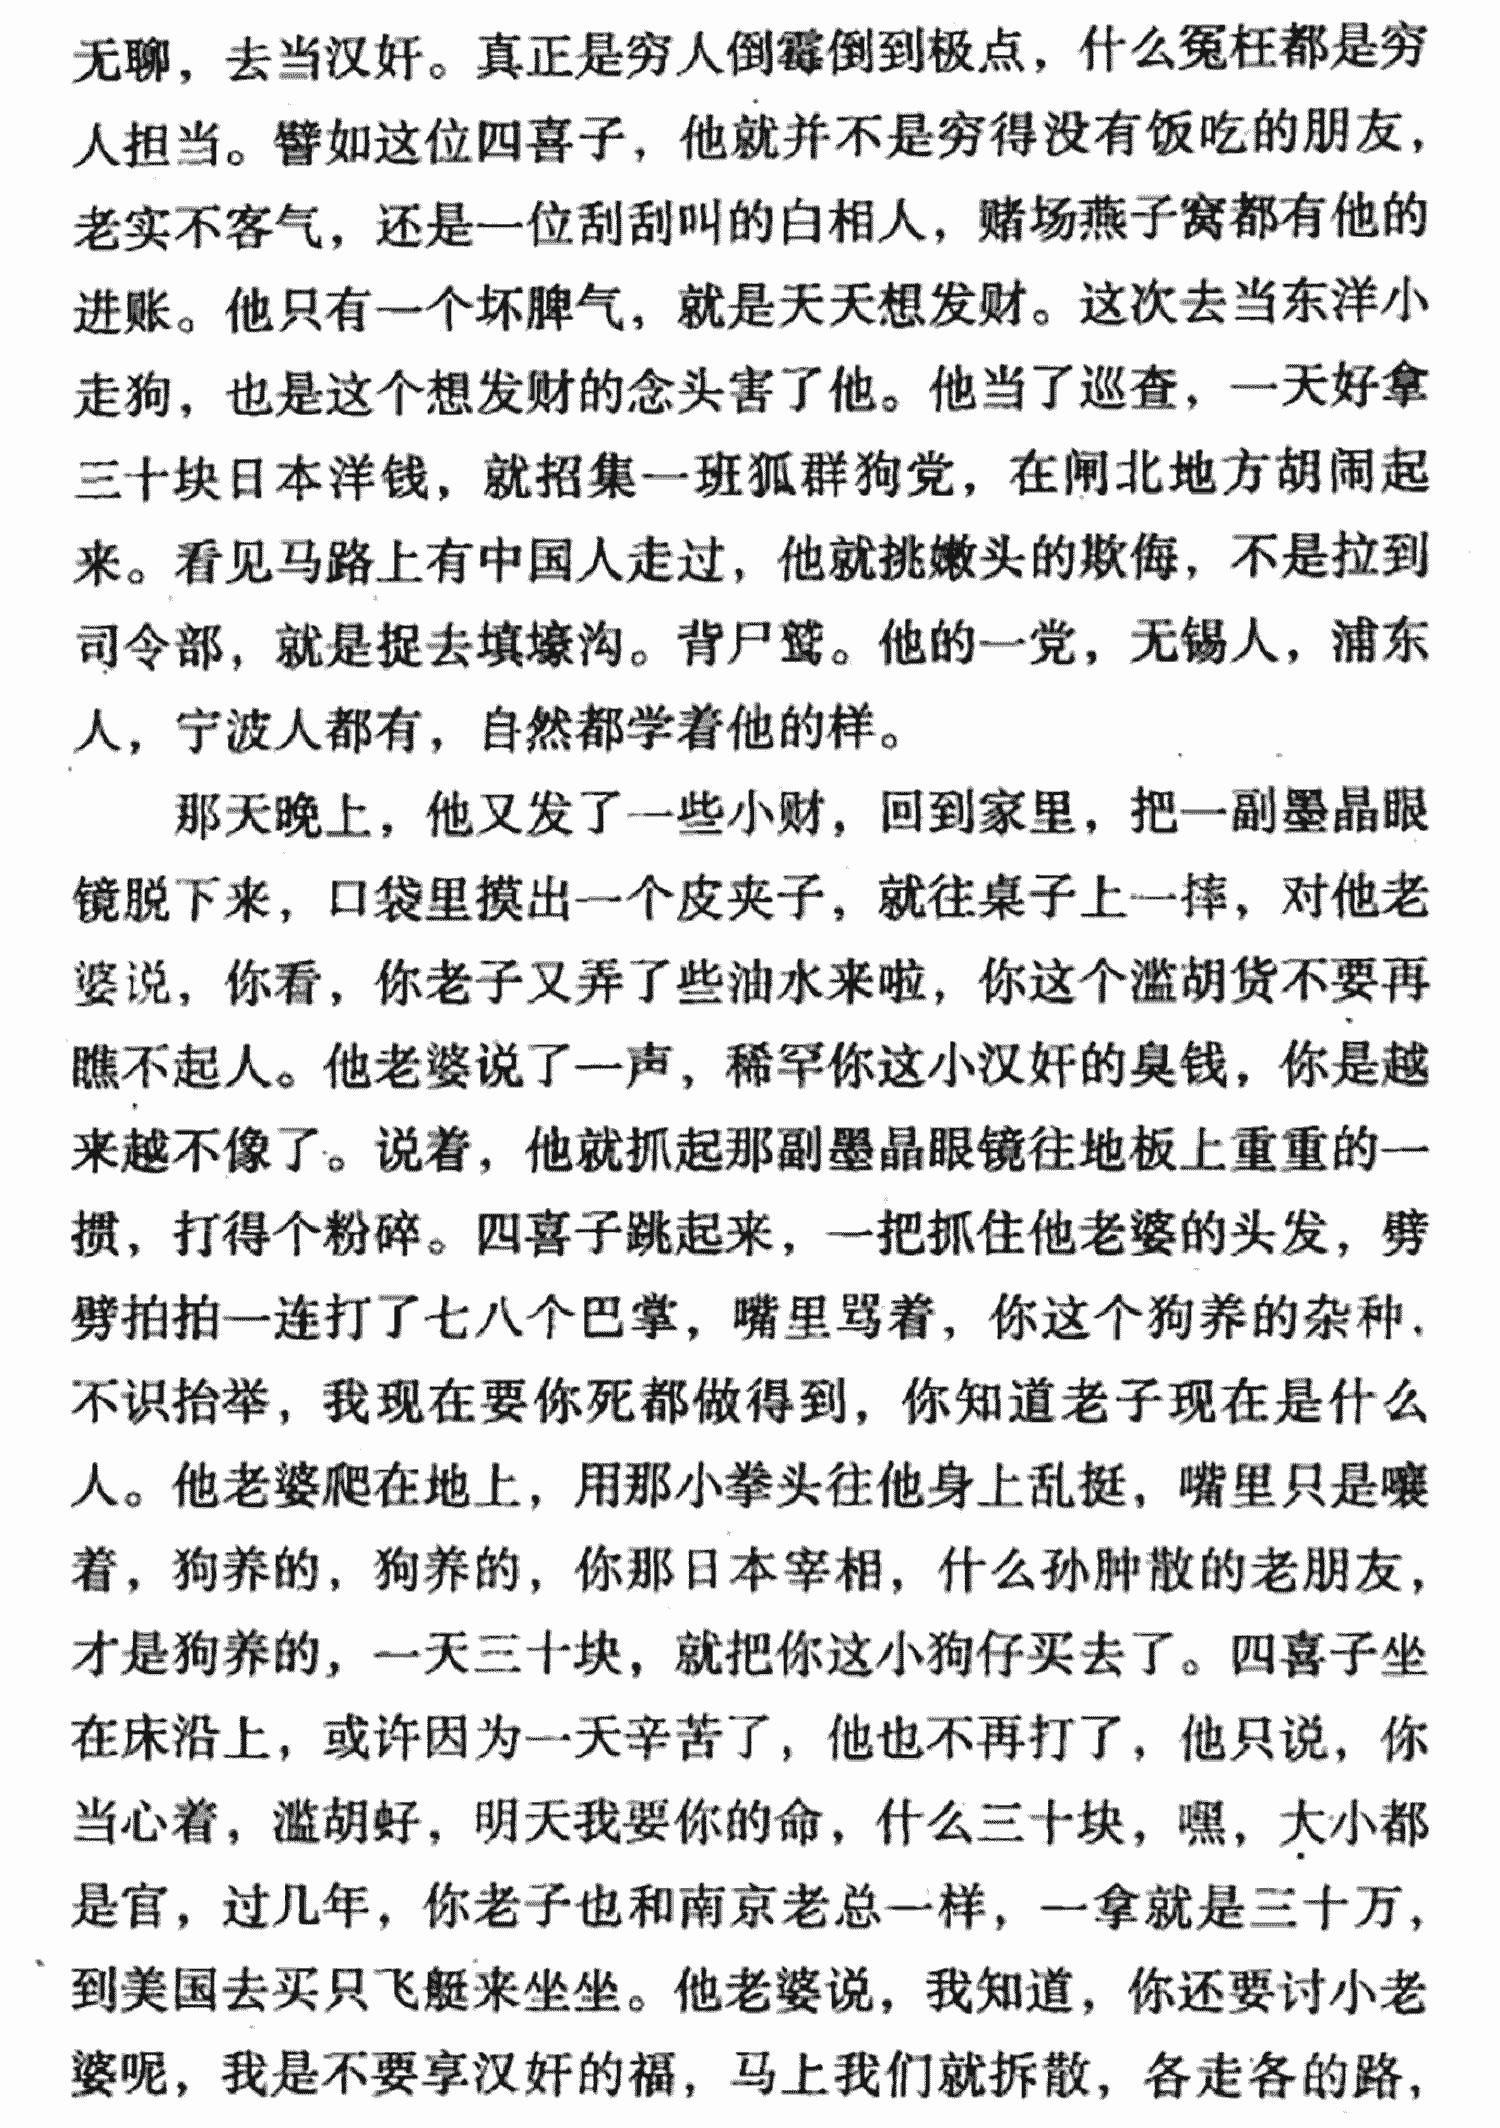 无聊，去当汉奸。真正是穷人倒霉倒到极点，什么冤枉都是穷
人担当。譬如这位四喜子，他就并不是穷得没有饭吃的朋友，
老实不客气，还是一位刮刮叫的白相人，赌场燕子窝都有他的
进账。他只有一个坏脾气，就是天天想发财。这次去当东洋小
走狗，也是这个想发财的念头害了他。他当了巡查，一天好拿
三十块日本洋钱，就招集一班狐群狗党，在闸北地方胡闹起
来。看见马路上有中国人走过，他就挑嫩头的欺侮，不是拉到
司令部，就是捉去填壕沟。背尸鹫。他的一党，无锡人，浦东
人，宁波人都有，自然都学着他的样。
那天晚上，他又发了一些小财，回到家里，把一副墨晶眼
镜脱下来，口袋里摸出一个皮夹子，就往桌子上一摔，对他老
婆说，你看，你老子又弄了些油水来啦，你这个滥胡货不要再
瞧不起人。他老婆说了一声，稀罕你这小汉奸的臭钱，你是越
来越不像了。说着，他就抓起那副墨晶眼镜往地板上重重的一
掼，打得个粉碎。四喜子跳起来，一把抓住他老婆的头发，劈
劈拍拍一连打了七八个巴掌，嘴里骂着，你这个狗养的杂种．
不识抬举，我现在要你死都做得到，你知道老子现在是什么
人。他老婆爬在地上，用那小拳头往他身上乱挺，嘴里只是嚷
着，狗养的，狗养的，你那日本宰相，什么孙肿散的老朋友，
才是狗养的，一天三十块，就把你这小狗仔买去了。四喜子坐
在床沿上，或许因为一天辛苦了，他也不再打了，他只说，你
当心着，滥胡好，明天我要你的命，什么三十块，嘿，大小都
是官，过几年，你老子也和南京老总一样，一拿就是三十万，
到美国去买只飞艇来坐坐。他老婆说，我知道，你还要讨小老
婆呢，我是不要享汉奸的福，马上我们就拆散，各走各的路，